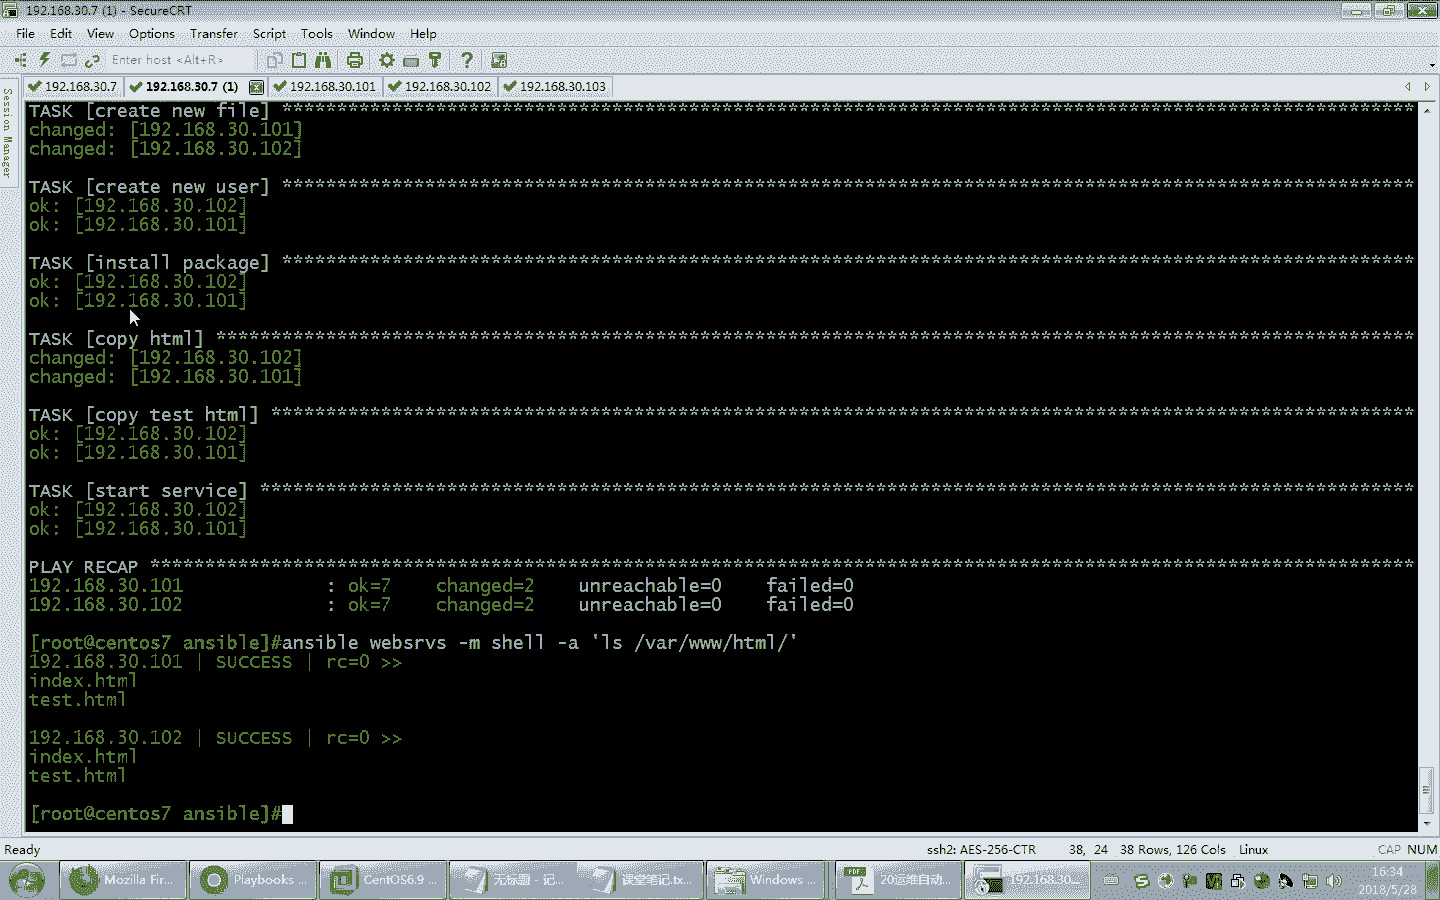 192.168.30.7 (1) - SecureCRT
File Edit View Options Transfer Script Tools Window Help
Enter host <Alt+R>
192.168.30.7 192.168.30.7 (1) 192.168.30.101 192.168.30.102 192.168.30.103
Session Manager
TASK [create new file] *******************************************************************************************************
changed: [192.168.30.101]
changed: [192.168.30.102]
TASK [create new user] *******************************************************************************************************
ok: [192.168.30.102]
ok: [192.168.30.101]
TASK [install package] *******************************************************************************************************
ok: [192.168.30.102]
ok: [192.168.30.101]
TASK [copy html] *************************************************************************************************************
changed: [192.168.30.102]
changed: [192.168.30.101]
TASK [copy test html] ********************************************************************************************************
ok: [192.168.30.102]
ok: [192.168.30.101]
TASK [start service] *********************************************************************************************************
ok: [192.168.30.102]
ok: [192.168.30.101]
PLAY RECAP *******************************************************************************************************************
192.168.30.101 : ok=7 changed=2 unreachable=0 failed=0
192.168.30.102 : ok=7 changed=2 unreachable=0 failed=0
[root@centos7 ansible]#ansible websrvs -m shell -a 'ls /var/www/html/'
192.168.30.101 | SUCCESS | rc=0 >>
index.html
test.html
192.168.30.102 | SUCCESS | rc=0 >>
index.html
test.html
[root@centos7 ansible]#
Ready ssh2: AES-256-CTR 38, 24 38 Rows, 126 Cols Linux CAP NUM
Mozilla Fir... Playbooks ... CentOS6.9 ... 无标题 - 记... 课堂笔记.tx... Windows ... 20运维自动... 192.168.30... 16:34
2018/5/28